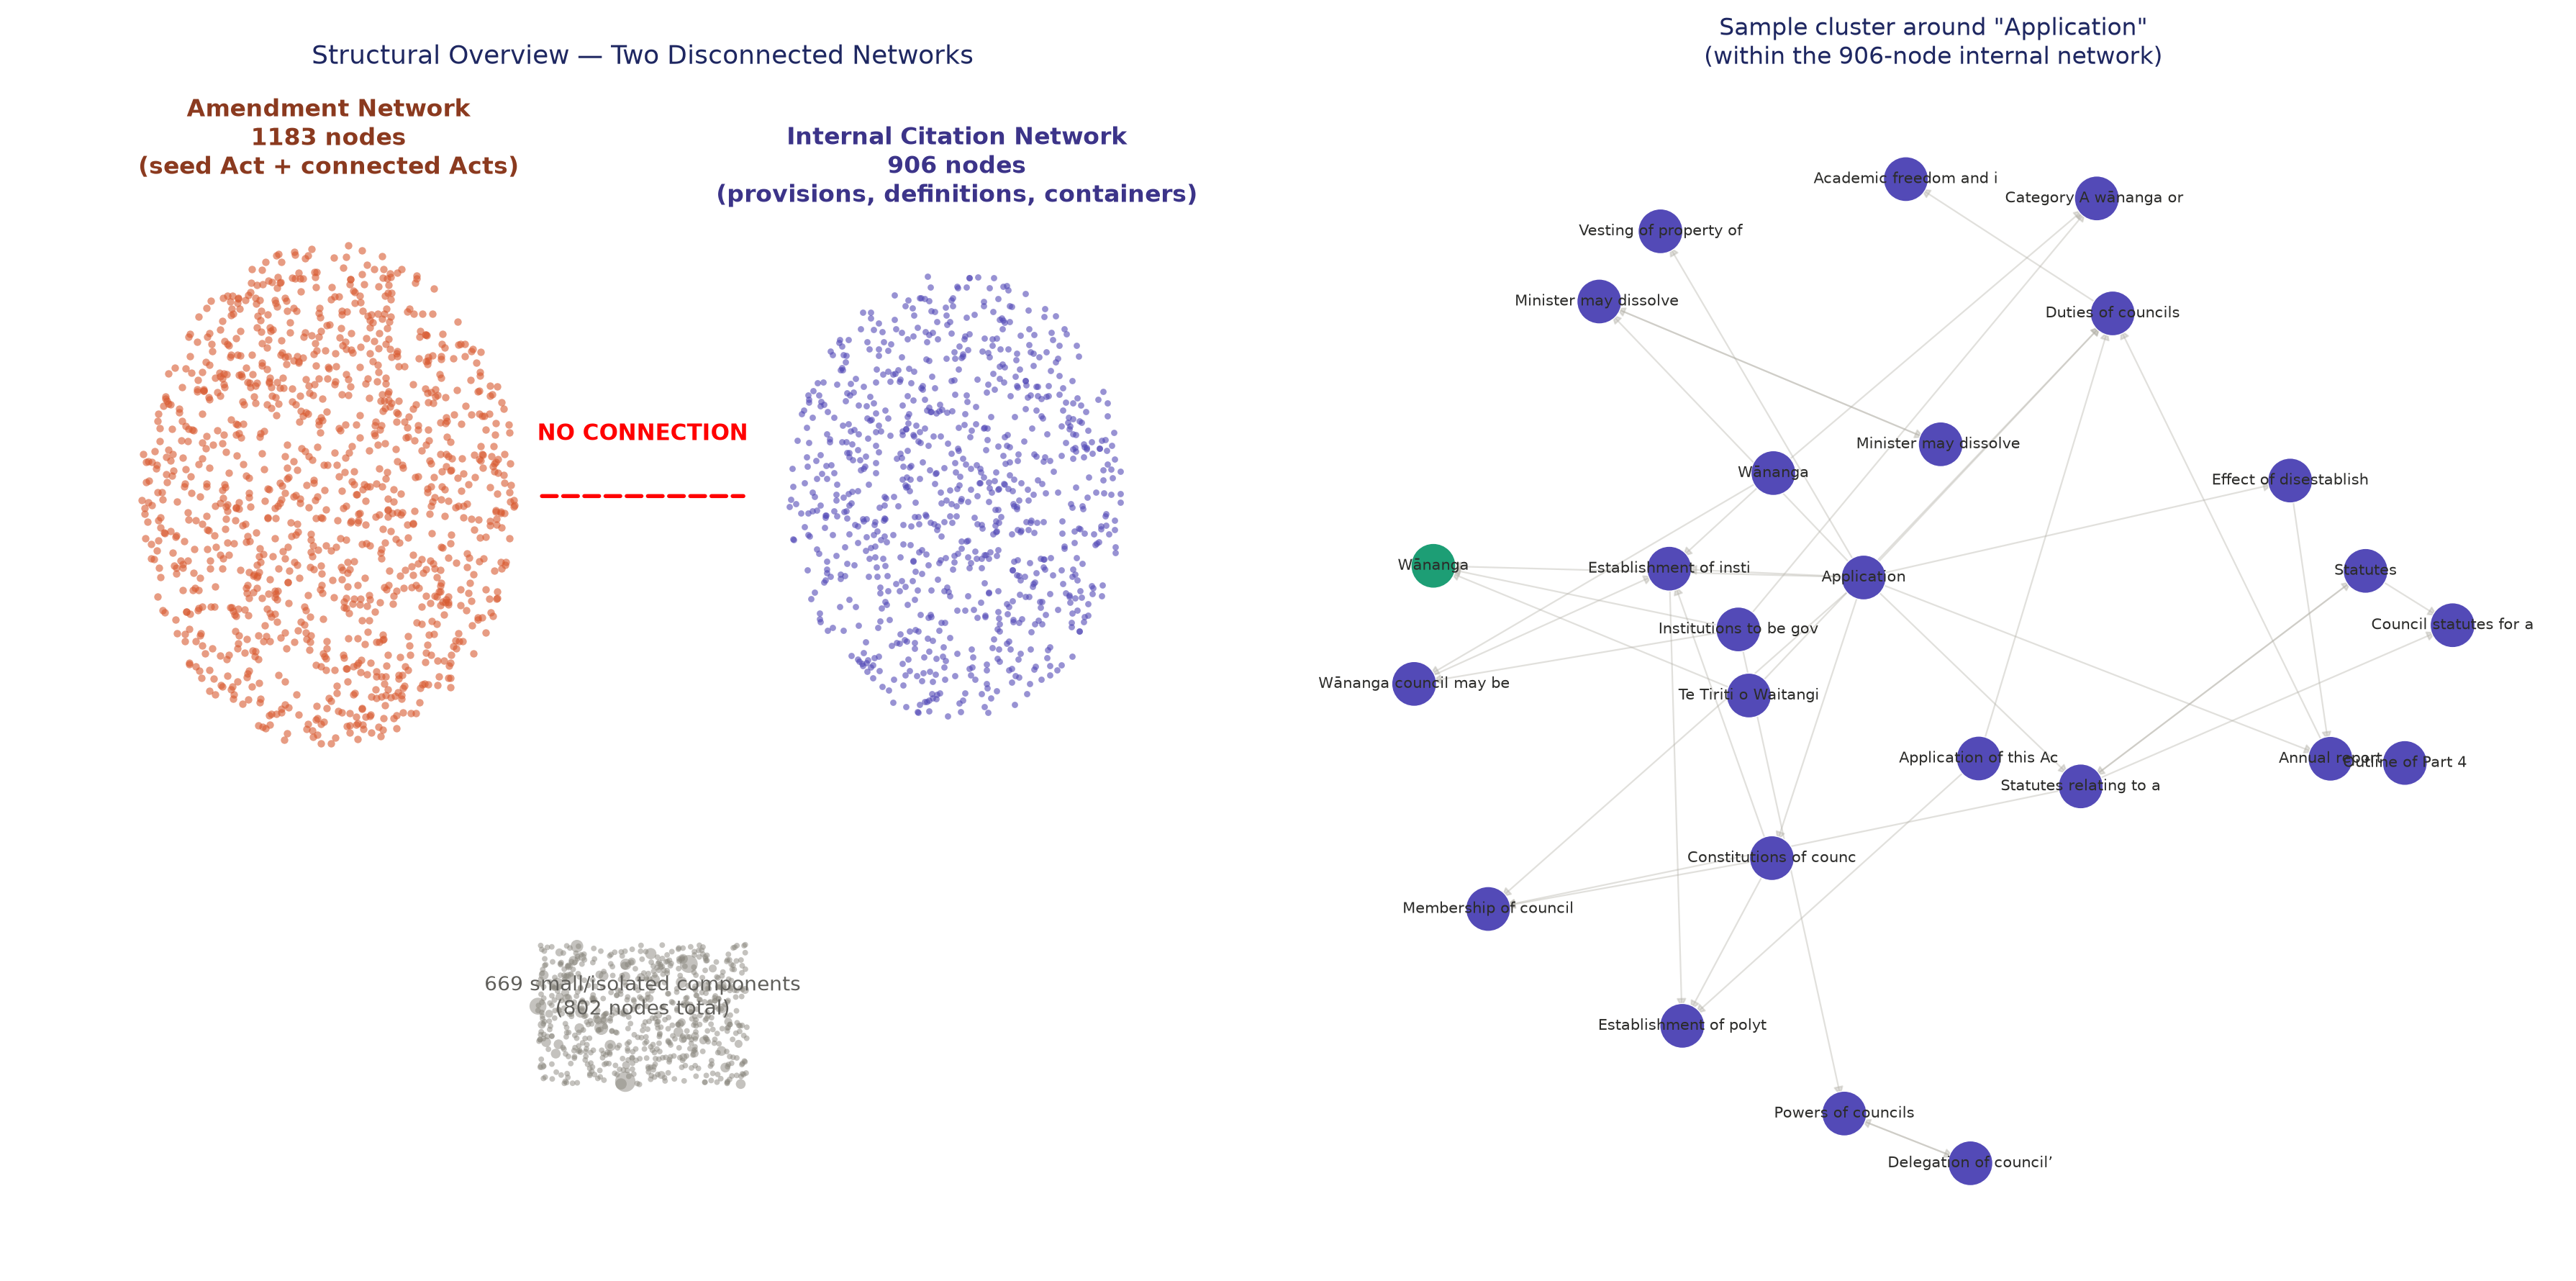 Structural Overview — Two Disconnected Networks
Amendment Network
1183 nodes
(seed Act + connected Acts)
Internal Citation Network
906 nodes
(provisions, definitions, containers)
NO CONNECTION
669 small/isolated components
(802 nodes total)
Sample cluster around "Application"
(within the 906-node internal network)
Academic freedom and i
Category A wānanga or
Vesting of property of
Minister may dissolve
Duties of councils
Minister may dissolve
Wānanga
Effect of disestablish
Wānanga
Establishment of insti
Application
Statutes
Institutions to be gov
Council statutes for a
Wānanga council may be
Te Tiriti o Waitangi
Application of this Ac
Annual report
Outline of Part 4
Statutes relating to a
Constitutions of counc
Membership of council
Establishment of polyt
Powers of councils
Delegation of council’